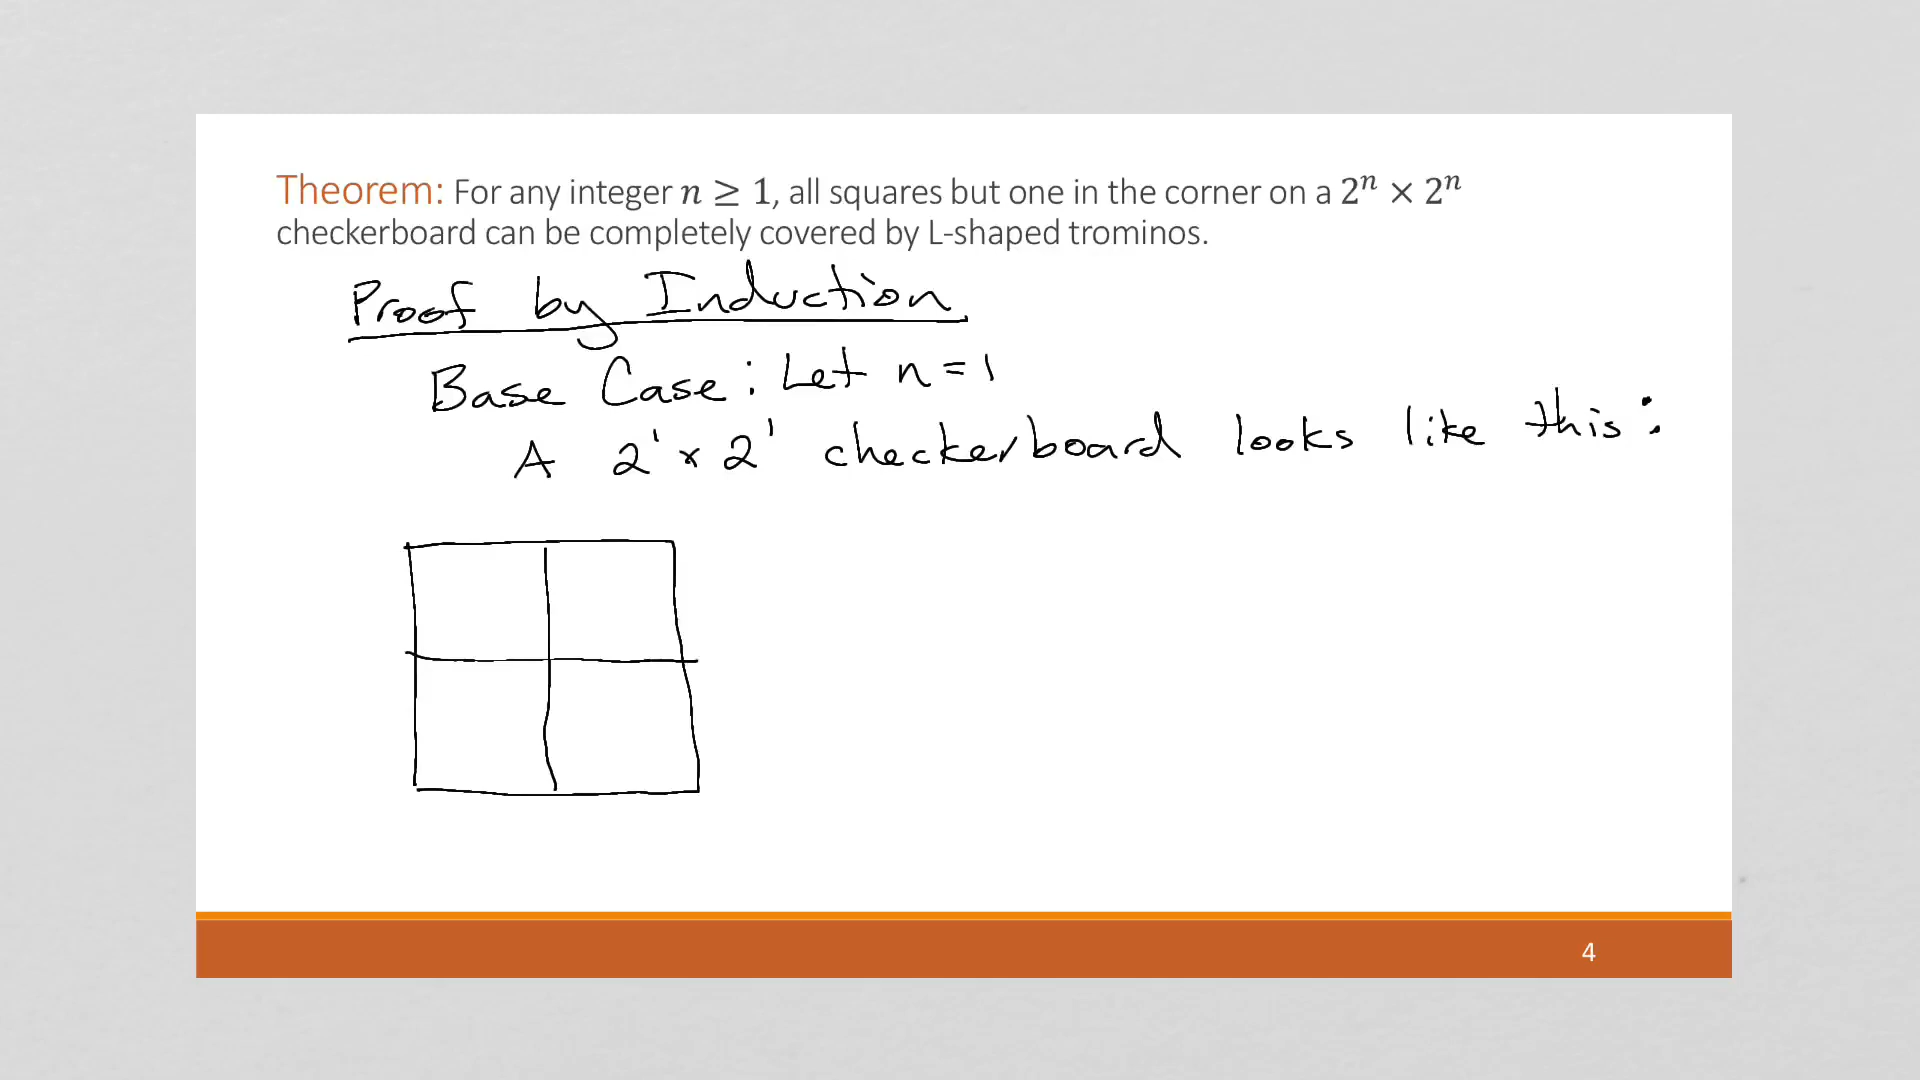 Theorem: For any integer n ≥ 1, all squares but one in the corner on a 2ⁿ × 2ⁿ
checkerboard can be completely covered by L-shaped trominos.
Proof by Induction
Base Case: Let n = 1
A 2¹ × 2¹ checkerboard looks like this:
4